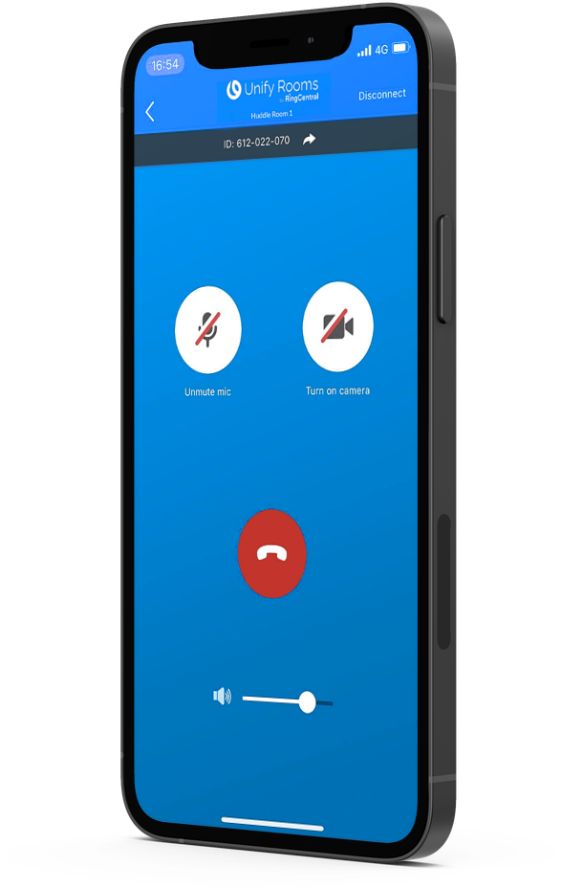 16:54
4G
Unify Rooms
by RingCentral
Disconnect
Huddle Room 1
ID: 612-022-070
Unmute mic
Turn on camera